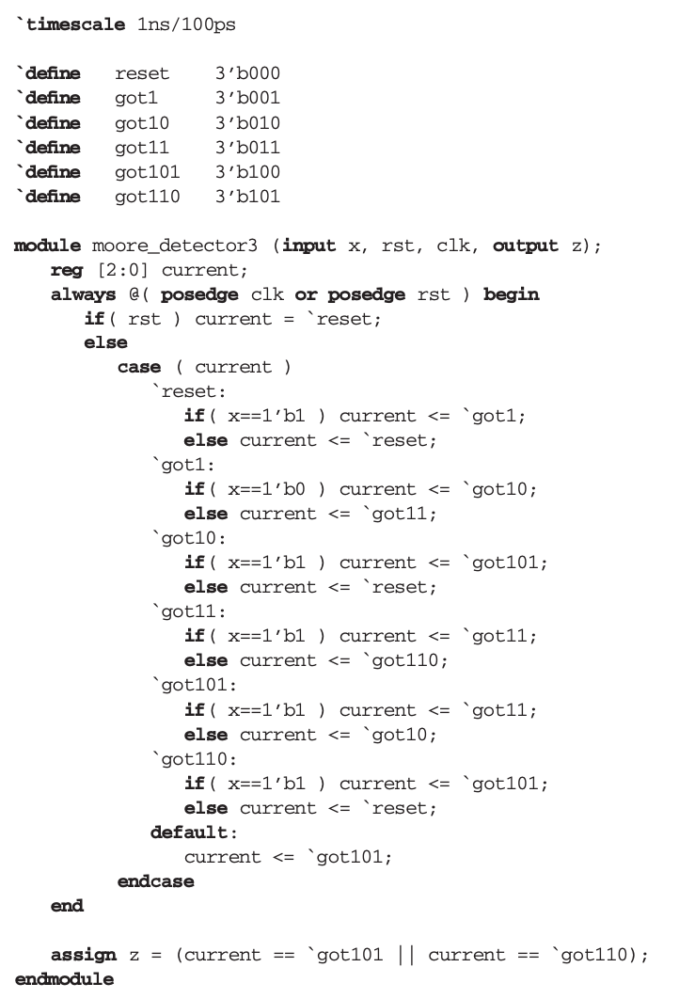 `timescale 1ns/100ps
`define reset 3’b000
`define got1 3’b001
`define got10 3’b010
`define got11 3’b011
`define got101 3’b100
`define got110 3’b101
module moore_detector3 (input x, rst, clk, output z);
reg [2:0] current;
always @( posedge clk or posedge rst ) begin
if( rst ) current = `reset;
else
case ( current )
`reset:
if( x==1’b1 ) current <= `got1;
else current <= `reset;
`got1:
if( x==1’b0 ) current <= `got10;
else current <= `got11;
`got10:
if( x==1’b1 ) current <= `got101;
else current <= `reset;
`got11:
if( x==1’b1 ) current <= `got11;
else current <= `got110;
`got101:
if( x==1’b1 ) current <= `got11;
else current <= `got10;
`got110:
if( x==1’b1 ) current <= `got101;
else current <= `reset;
default:
current <= `got101;
endcase
end
assign z = (current == `got101 || current == `got110);
endmodule